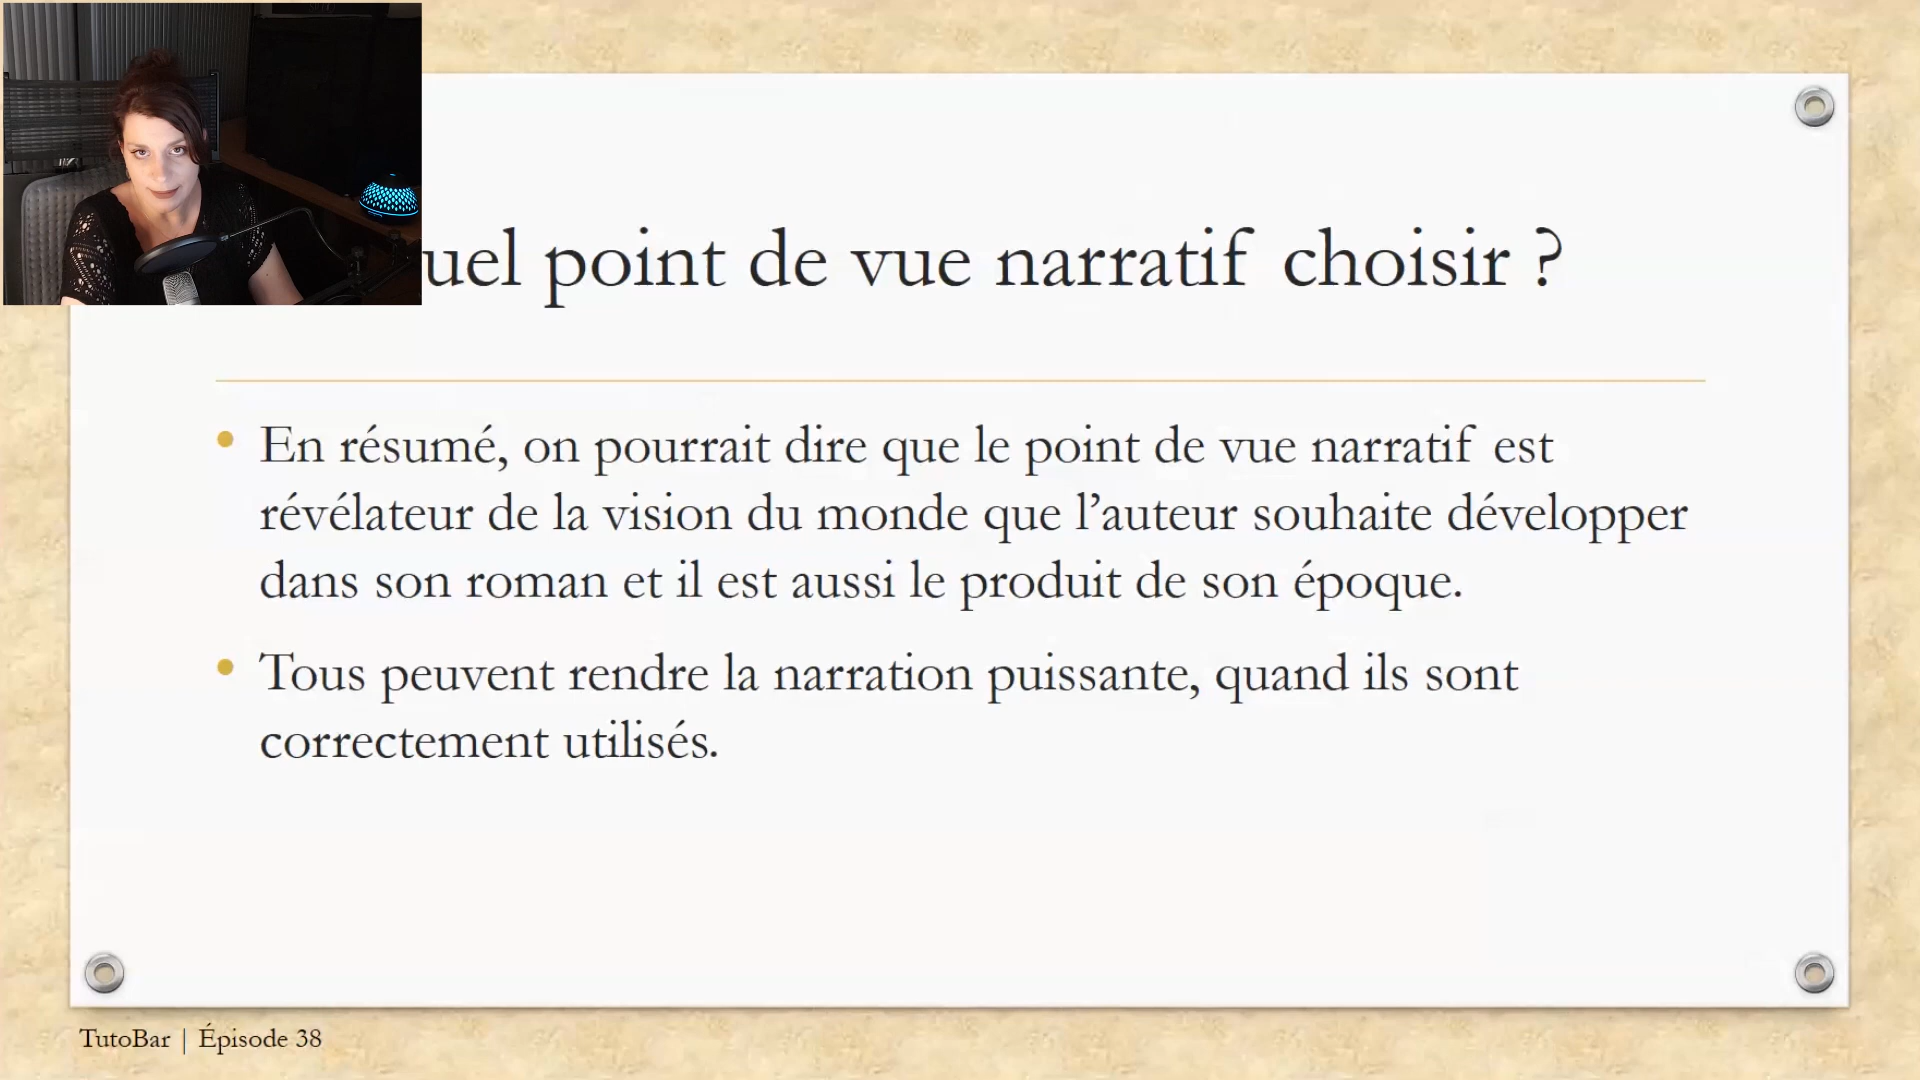 uel point de vue narratif choisir ?
• En résumé, on pourrait dire que le point de vue narratif est
révélateur de la vision du monde que l’auteur souhaite développer
dans son roman et il est aussi le produit de son époque.
• Tous peuvent rendre la narration puissante, quand ils sont
correctement utilisés.
TutoBar | Épisode 38